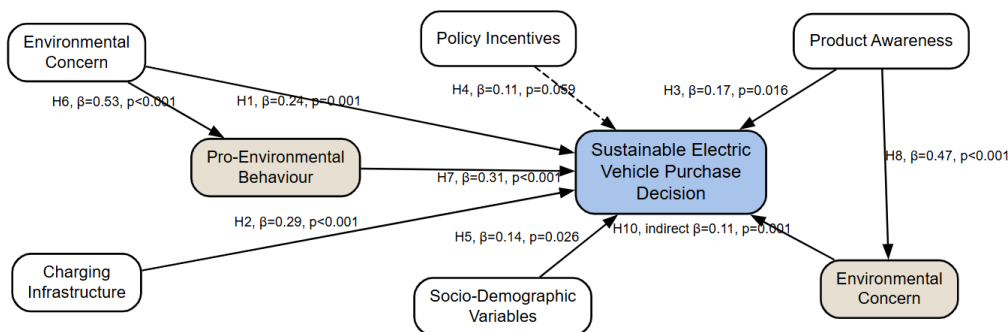 Environmental
Concern
Policy Incentives
Product Awareness
H6, β=0.53, p<0.001
H1, β=0.24, p=0.001
H4, β=0.11, p=0.059
H3, β=0.17, p=0.016
Pro-Environmental
Behaviour
Sustainable Electric
Vehicle Purchase
Decision
H8, β=0.47, p<0.001
H7, β=0.31, p<0.001
H2, β=0.29, p<0.001
H5, β=0.14, p=0.026
H10, indirect β=0.11, p=0.001
Charging
Infrastructure
Socio-Demographic
Variables
Environmental
Concern